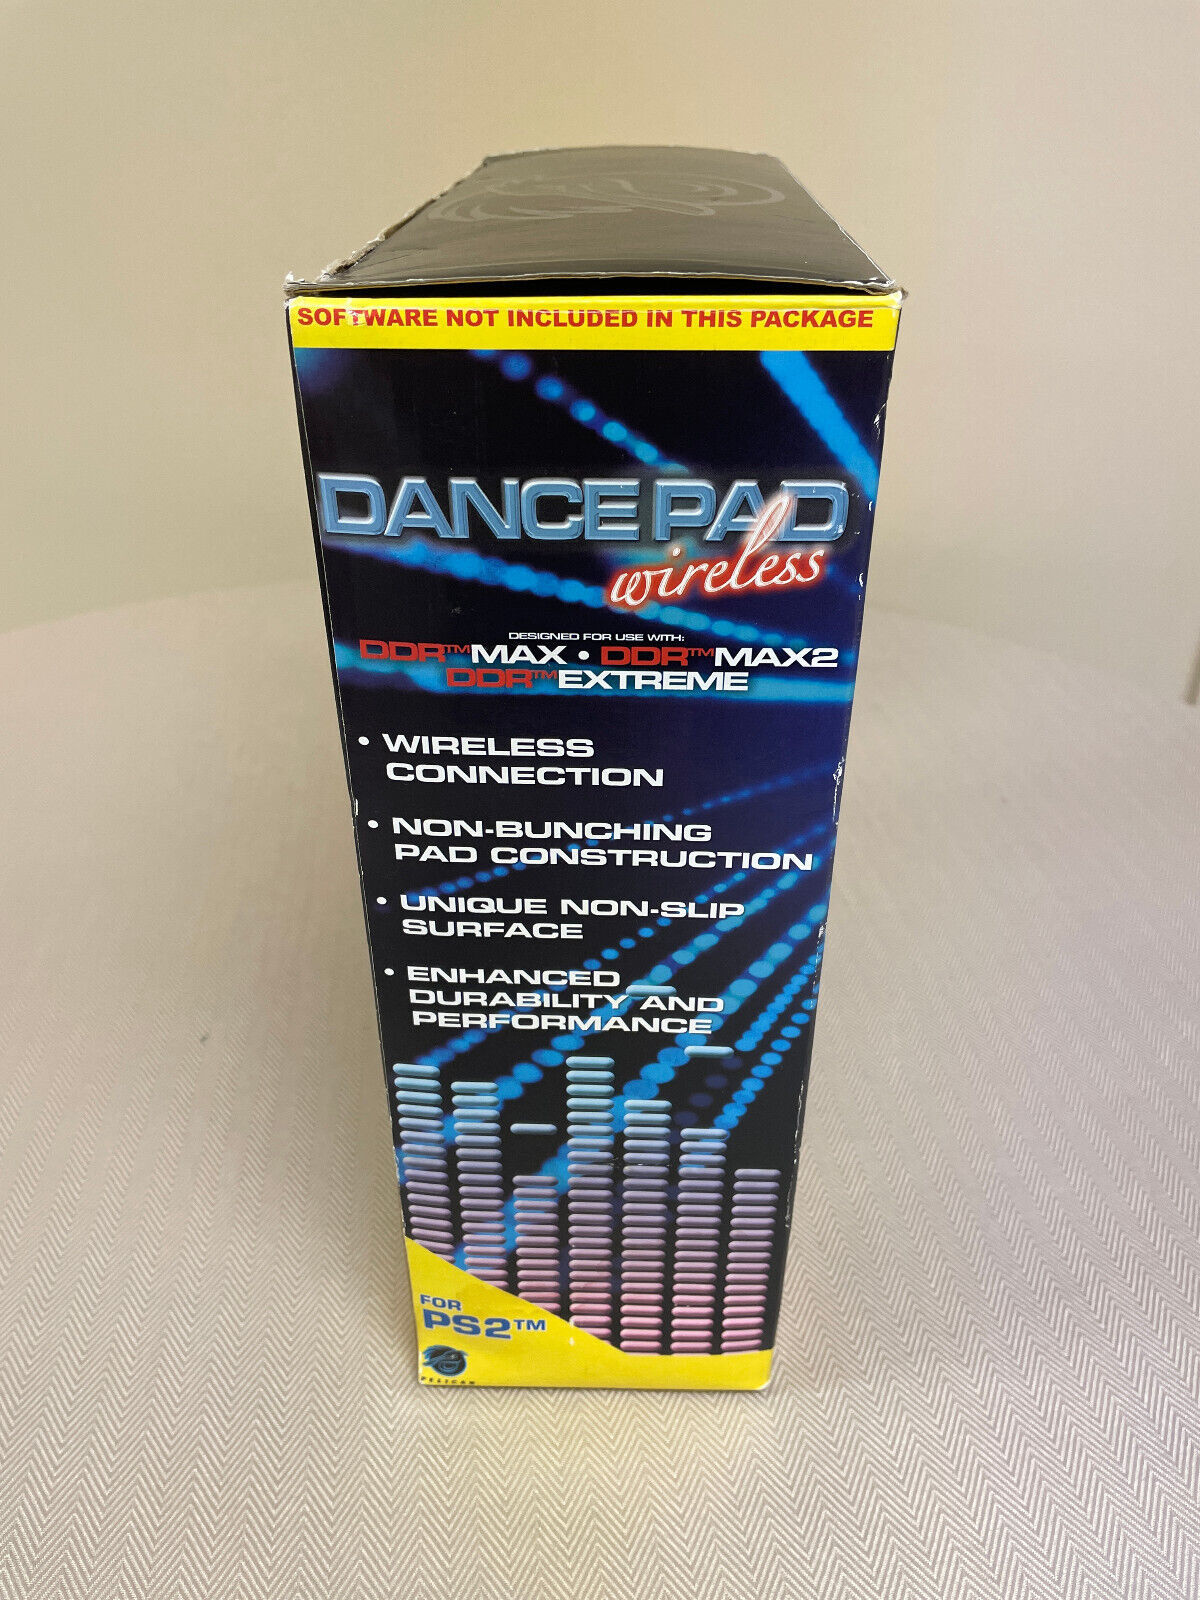 SOFTWARE NOT INCLUDED IN THIS PACKAGE
DANCE PAD
wireless
DESIGNED FOR USE WITH:
DDR™MAX • DDR™MAX2
DDR™EXTREME
• WIRELESS
CONNECTION
• NON-BUNCHING
PAD CONSTRUCTION
• UNIQUE NON-SLIP
SURFACE
• ENHANCED
DURABILITY AND
PERFORMANCE
FOR
PS2™
PELICAN